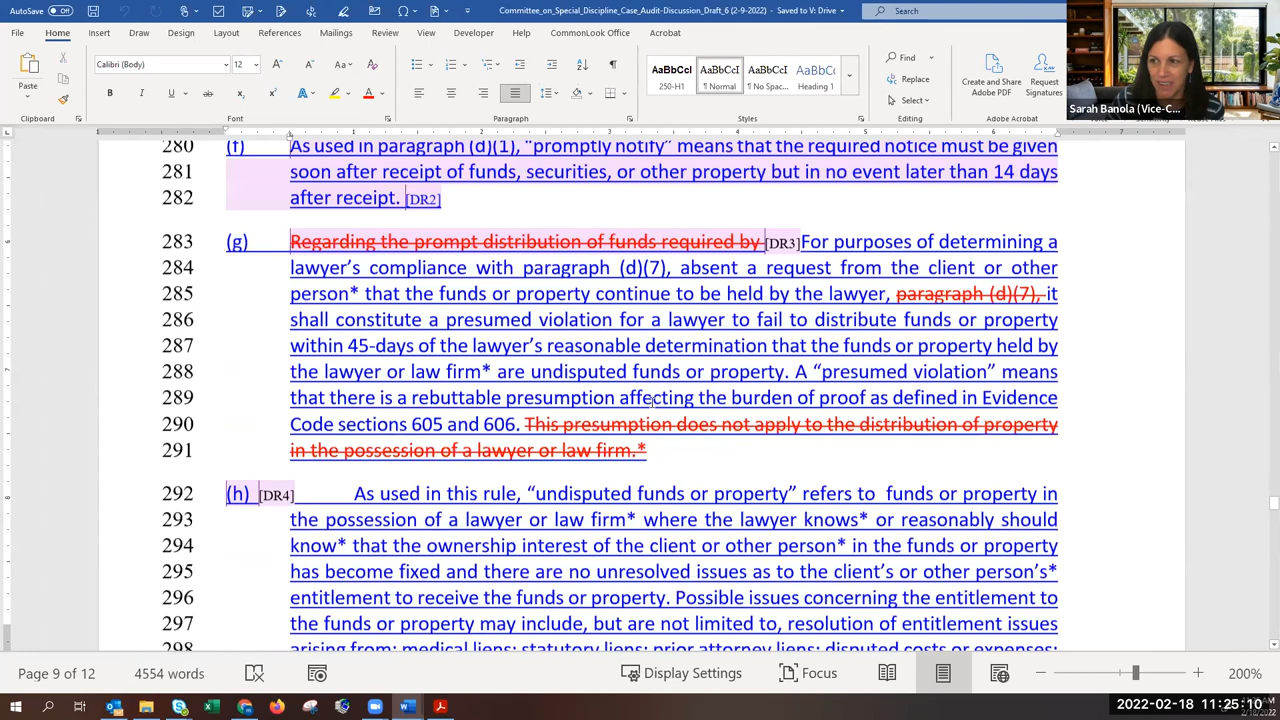 AutoSave Off
Committee_on_Special_Discipline_Case_Audit-Discussion_Draft_6 (2-9-2022) - Saved to V: Drive
Search
File Home Insert Draw Design Layout References Mailings Review View Developer Help CommonLook Office Acrobat
Paste
Calibri (Body) 12
AaBbCcI AaBbCcI AaBbCcI AaBbCcI
250-H1 ¶ Normal ¶ No Spac... Heading 1
Find
Replace
Select
Create and Share Adobe PDF
Request Signatures
Clipboard Font Paragraph Styles Editing Adobe Acrobat
Sarah Banola (Vice-C...
280 (f) As used in paragraph (d)(1), "promptly notify" means that the required notice must be given
281 soon after receipt of funds, securities, or other property but in no event later than 14 days
282 after receipt. [DR2]
283 (g) Regarding the prompt distribution of funds required by [DR3]For purposes of determining a
284 lawyer's compliance with paragraph (d)(7), absent a request from the client or other
285 person* that the funds or property continue to be held by the lawyer, paragraph (d)(7), it
286 shall constitute a presumed violation for a lawyer to fail to distribute funds or property
287 within 45-days of the lawyer's reasonable determination that the funds or property held by
288 the lawyer or law firm* are undisputed funds or property. A “presumed violation” means
289 that there is a rebuttable presumption affecting the burden of proof as defined in Evidence
290 Code sections 605 and 606. This presumption does not apply to the distribution of property
291 in the possession of a lawyer or law firm.*
292 (h) [DR4] As used in this rule, “undisputed funds or property” refers to funds or property in
293 the possession of a lawyer or law firm* where the lawyer knows* or reasonably should
294 know* that the ownership interest of the client or other person* in the funds or property
295 has become fixed and there are no unresolved issues as to the client's or other person's*
296 entitlement to receive the funds or property. Possible issues concerning the entitlement to
297 the funds or property may include, but are not limited to, resolution of entitlement issues
298 arising from: medical liens; statutory liens; prior attorney liens; disputed costs or expenses;
Page 9 of 12 4554 words Display Settings Focus 200%
2022-02-18 11:25:10